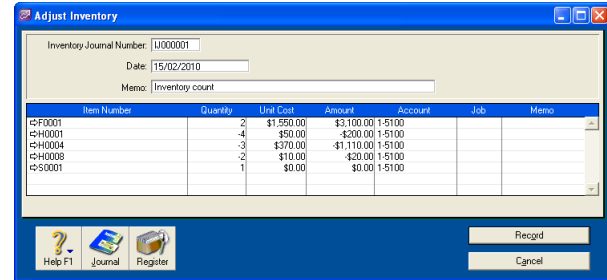 Adjust Inventory
Inventory Journal Number: IJ000001
Date: 15/02/2010
Memo: Inventory count
Item Number Quantity Unit Cost Amount Account Job Memo
F0001 2 $1,550.00 $3,100.00 1-5100
H0001 -4 $50.00 -$200.00 1-5100
H0004 -3 $370.00 -$1,110.00 1-5100
H0008 -2 $10.00 -$20.00 1-5100
S0001 1 $0.00 $0.00 1-5100
Help F1 Journal Register
Record
Cancel